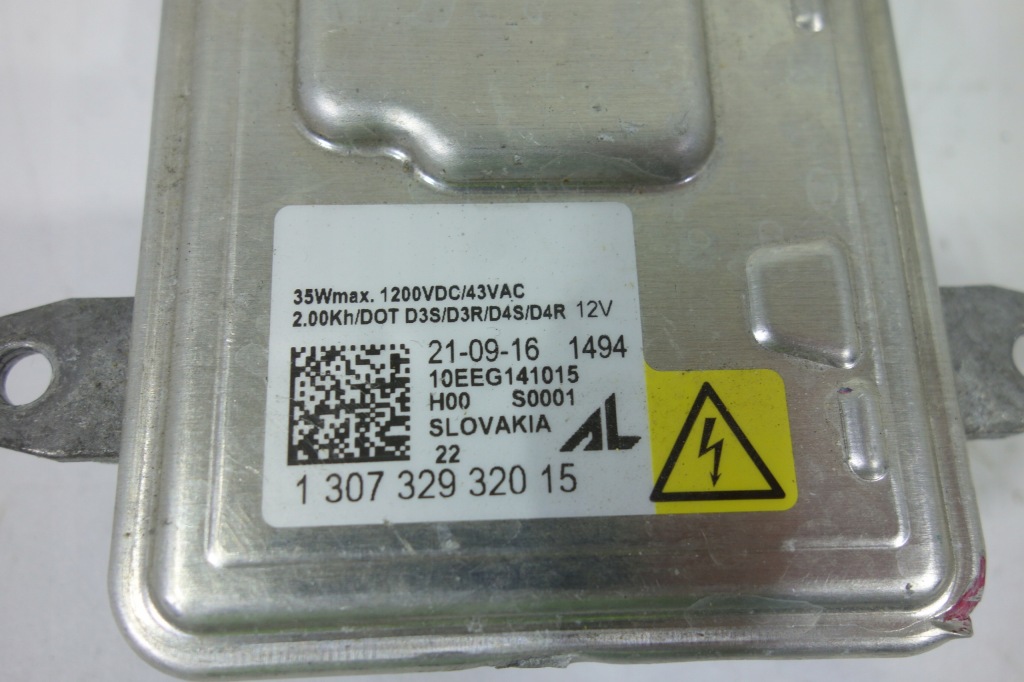 35Wmax. 1200VDC/43VAC
2.00Kh/DOT D3S/D3R/D4S/D4R 12V
21-09-16 1494
10EEG141015
H00 S0001
SLOVAKIA AL
22
1 307 329 320 15